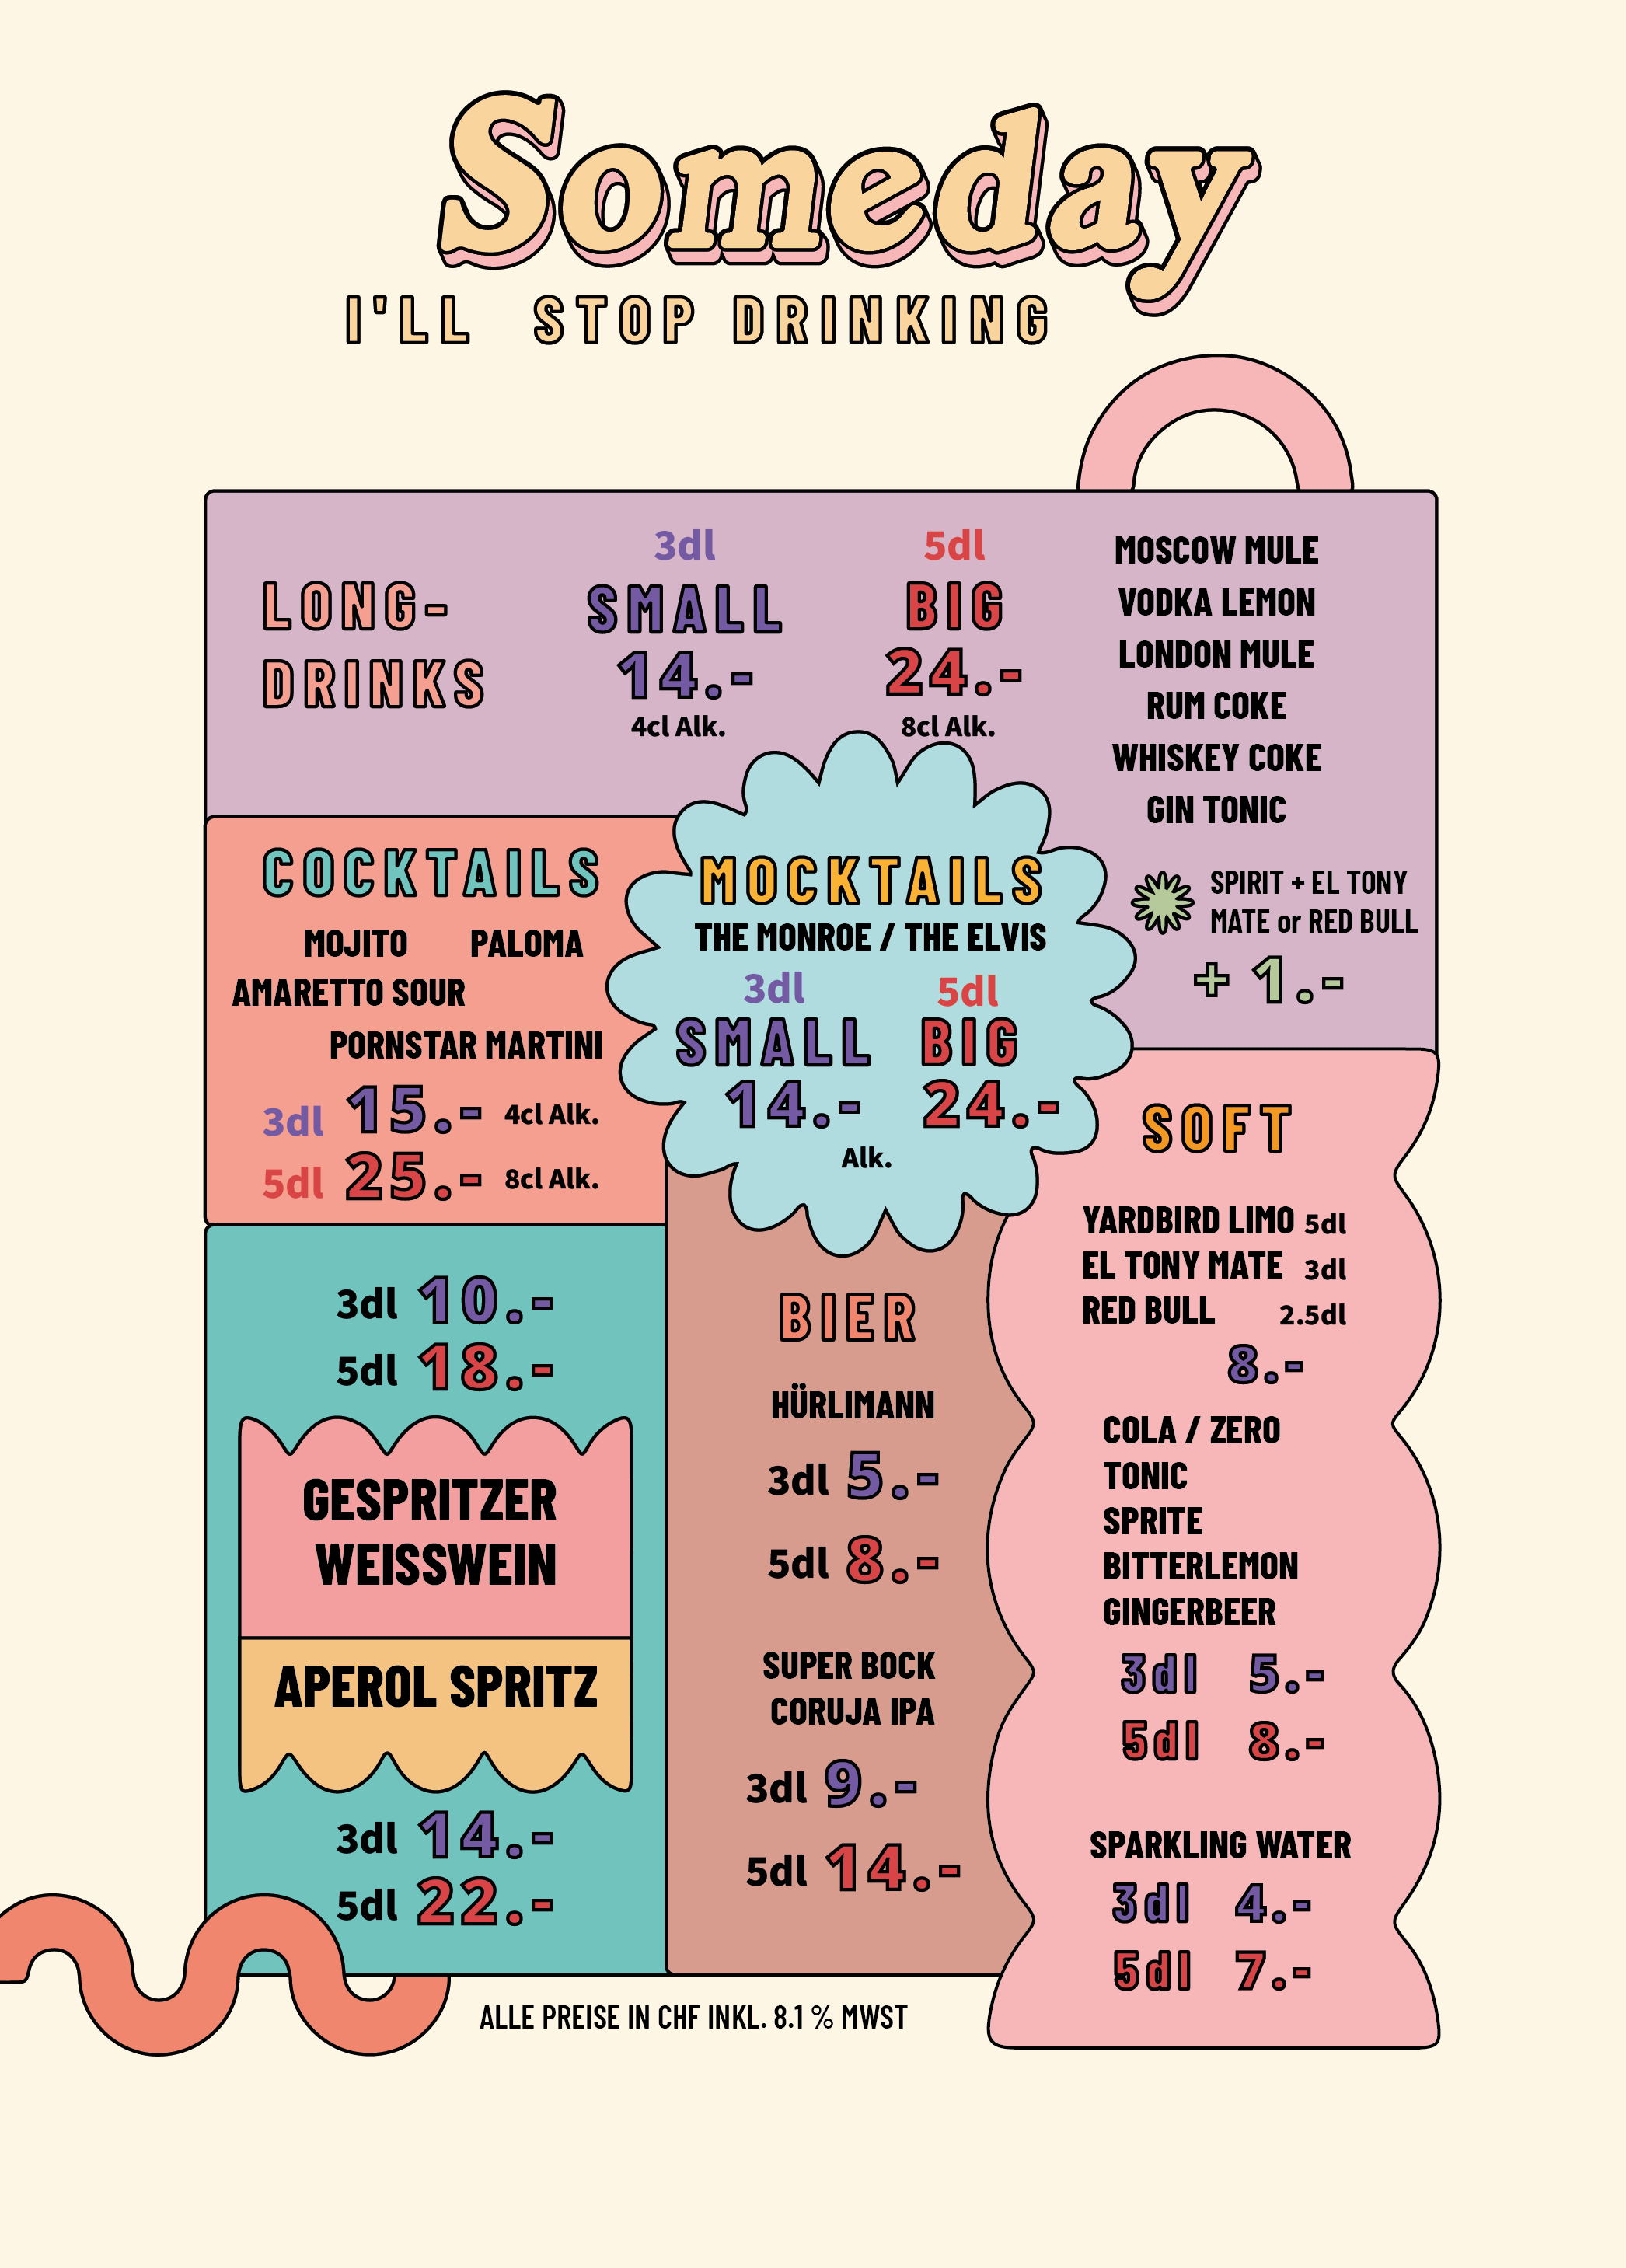 Someday
I'LL STOP DRINKING
LONG-
DRINKS
3dl
SMALL
14.-
4cl Alk.
5dl
BIG
24.-
8cl Alk.
MOSCOW MULE
VODKA LEMON
LONDON MULE
RUM COKE
WHISKEY COKE
GIN TONIC
SPIRIT + EL TONY
MATE or RED BULL
+ 1.-
COCKTAILS
MOJITO PALOMA
AMARETTO SOUR
PORNSTAR MARTINI
3dl 15.- 4cl Alk.
5dl 25.- 8cl Alk.
MOCKTAILS
THE MONROE / THE ELVIS
3dl 5dl
SMALL BIG
14.- 24.-
Alk.
3dl 10.-
5dl 18.-
GESPRITZER
WEISSWEIN
APEROL SPRITZ
3dl 14.-
5dl 22.-
BIER
HÜRLIMANN
3dl 5.-
5dl 8.-
SUPER BOCK
CORUJA IPA
3dl 9.-
5dl 14.-
SOFT
YARDBIRD LIMO 5dl
EL TONY MATE 3dl
RED BULL 2.5dl
8.-
COLA / ZERO
TONIC
SPRITE
BITTERLEMON
GINGERBEER
3dl 5.-
5dl 8.-
SPARKLING WATER
3dl 4.-
5dl 7.-
ALLE PREISE IN CHF INKL. 8.1 % MWST